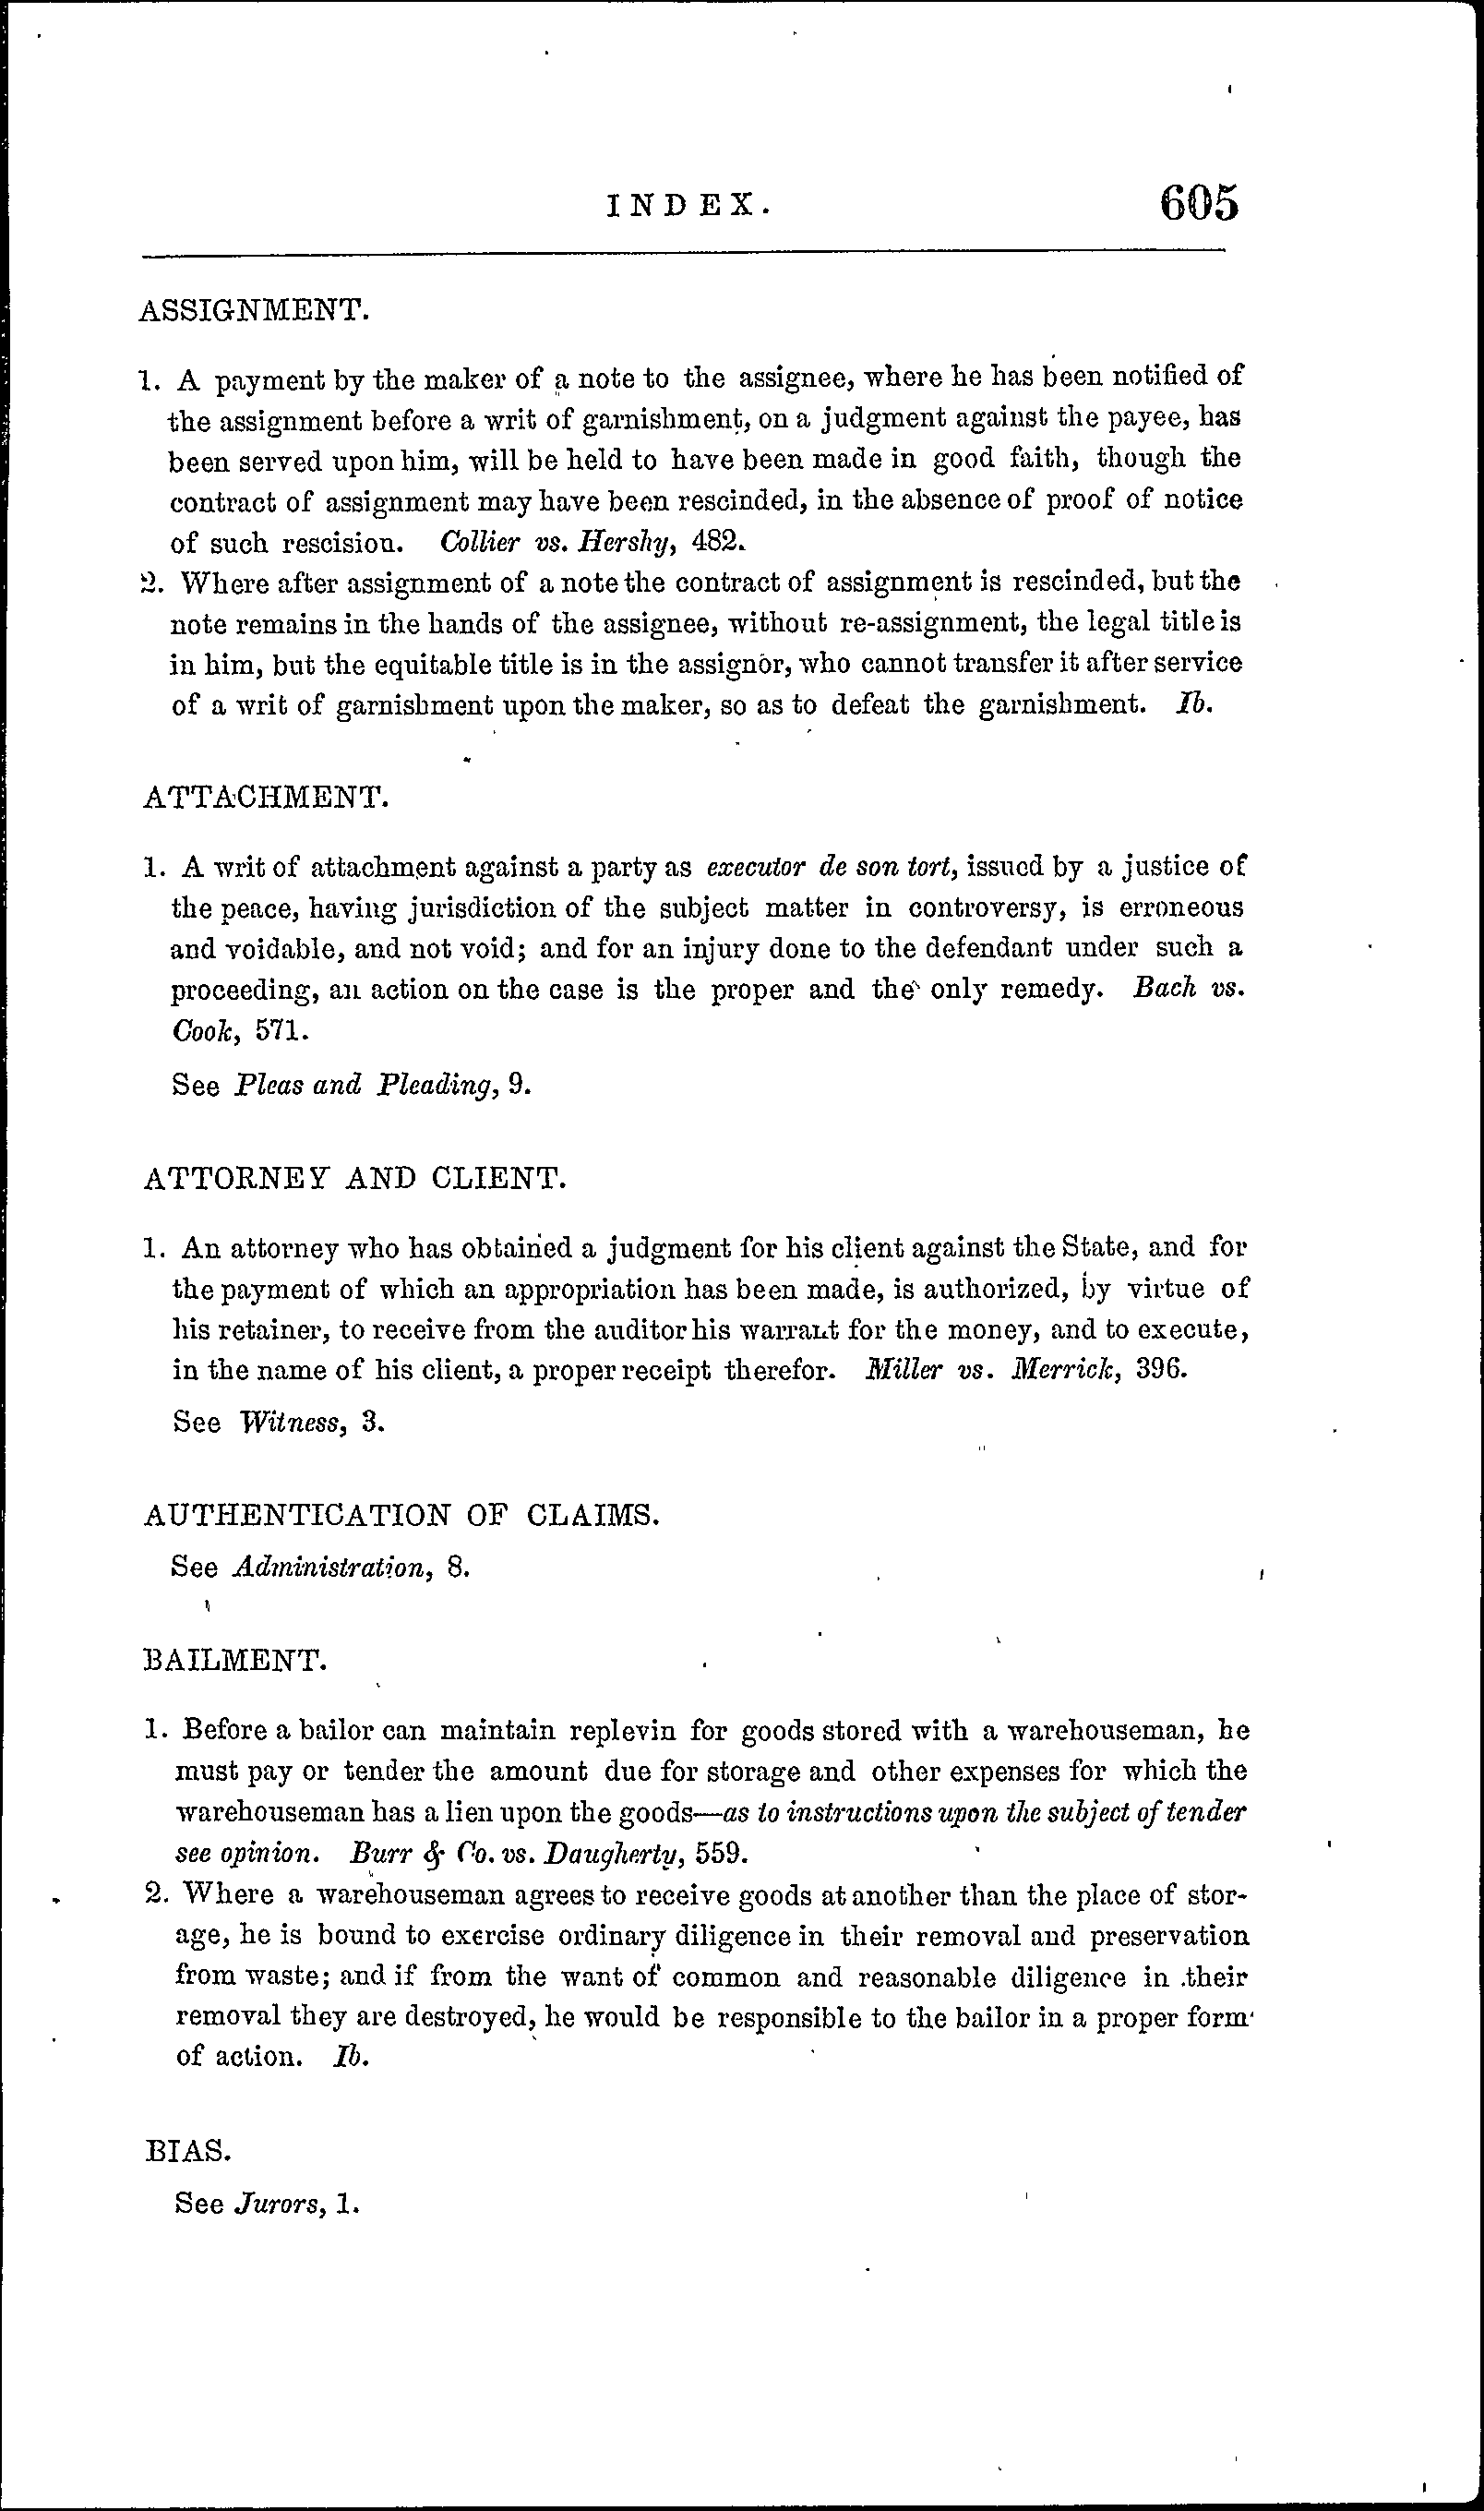 INDEX. 605
ASSIGNMENT.
1. A payment by the maker of a note to the assignee, where he has been notified of
the assignment before a writ of garnishment, on a judgment against the payee, has
been served upon him, will be held to have been made in good faith, though the
contract of assignment may have been rescinded, in the absence of proof of notice
of such rescision. Collier vs. Hershy, 482.
2. Where after assignment of a note the contract of assignment is rescinded, but the
note remains in the hands of the assignee, without re-assignment, the legal title is
in him, but the equitable title is in the assignor, who cannot transfer it after service
of a writ of garnishment upon the maker, so as to defeat the garnishment. Ib.
ATTACHMENT.
1. A writ of attachment against a party as executor de son tort, issued by a justice of
the peace, having jurisdiction of the subject matter in controversy, is erroneous
and voidable, and not void; and for an injury done to the defendant under such a
proceeding, an action on the case is the proper and the only remedy. Bach vs.
Cook, 571.
See Pleas and Pleading, 9.
ATTORNEY AND CLIENT.
1. An attorney who has obtained a judgment for his client against the State, and for
the payment of which an appropriation has been made, is authorized, by virtue of
his retainer, to receive from the auditor his warrant for the money, and to execute,
in the name of his client, a proper receipt therefor. Miller vs. Merrick, 396.
See Witness, 3.
AUTHENTICATION OF CLAIMS.
See Administration, 8.
BAILMENT.
1. Before a bailor can maintain replevin for goods stored with a warehouseman, he
must pay or tender the amount due for storage and other expenses for which the
warehouseman has a lien upon the goods—as to instructions upon the subject of tender
see opinion. Burr & Co. vs. Daugherty, 559.
2. Where a warehouseman agrees to receive goods at another than the place of stor-
age, he is bound to exercise ordinary diligence in their removal and preservation
from waste; and if from the want of common and reasonable diligence in their
removal they are destroyed, he would be responsible to the bailor in a proper form
of action. Ib.
BIAS.
See Jurors, 1.